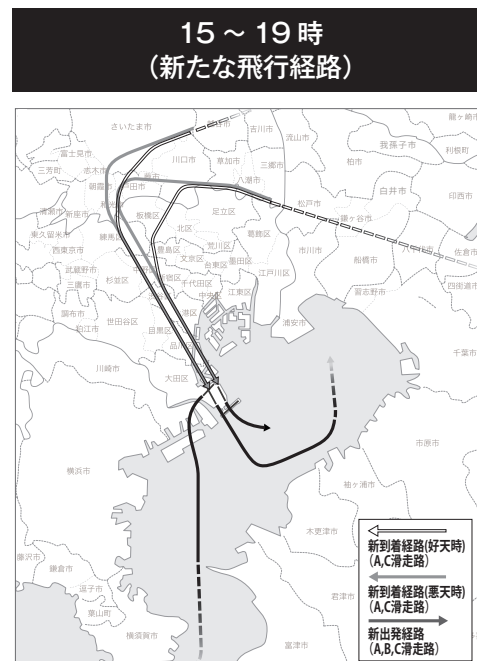 15～19時
（新たな飛行経路）
さいたま市
吉川市
流山市
龍ヶ崎市
富士見市
川口市
草加市
三郷市
我孫子市
利根町
三芳町
志木市
柏市
朝霞市
戸田市
八潮市
白井市
印西市
清瀬市
新座市
板橋区
足立区
松戸市
鎌ヶ谷市
東久留米市
練馬区
北区
葛飾区
西東京市
豊島区
荒川区
市川市
船橋市
八千代市
佐倉市
武蔵野市
文京区
台東区
墨田区
三鷹市
杉並区
千代田区
江戸川区
四街道市
江東区
習志野市
調布市
世田谷区
港区
浦安市
狛江市
目黒区
品川区
千葉市
川崎市
大田区
横浜市
市原市
袖ヶ浦市
木更津市
藤沢市
鎌倉市
逗子市
葉山町
君津市
横須賀市
富津市
新到着経路(好天時)
(A,C滑走路)
新到着経路(悪天時)
(A,C滑走路)
新出発経路
(A,B,C滑走路)